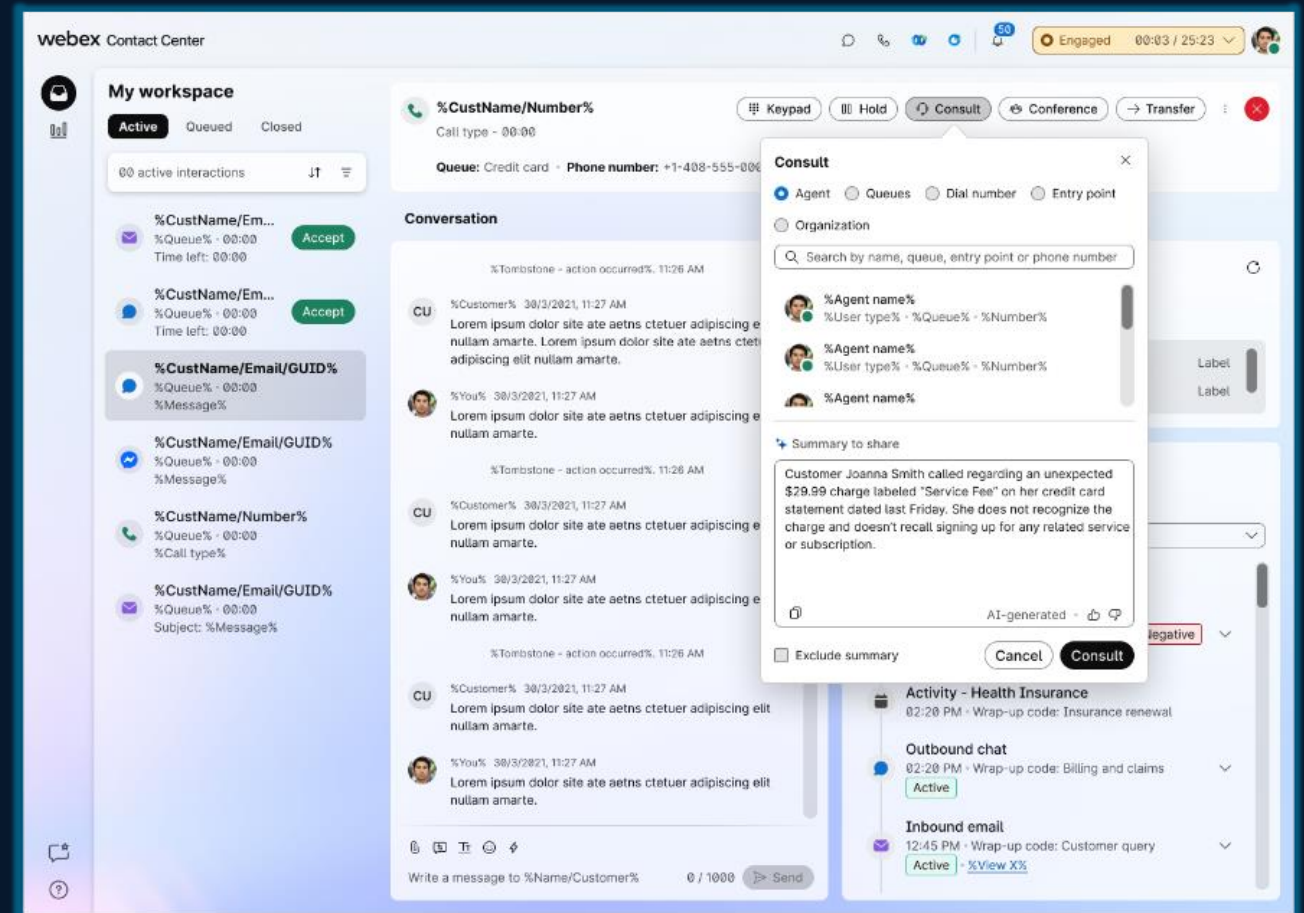 webex Contact Center
50
Engaged 00:03 / 25:23
My workspace
Active Queued Closed
00 active interactions
%CustName/Em...
%Queue% - 00:00
Time left: 00:00
Accept
%CustName/Em...
%Queue% - 00:00
Time left: 00:00
Accept
%CustName/Email/GUID%
%Queue% - 00:00
%Message%
%CustName/Email/GUID%
%Queue% - 00:00
%Message%
%CustName/Number%
%Queue% - 00:00
%Call type%
%CustName/Email/GUID%
%Queue% - 00:00
Subject: %Message%
%CustName/Number%
Call type - 00:00
Keypad Hold Consult Conference Transfer
Queue: Credit card • Phone number: +1-408-555-000
Conversation
%Tombstone - action occurred%. 11:26 AM
CU
%Customer% 30/3/2021, 11:27 AM
Lorem ipsum dolor site ate aetns ctetuer adipiscing e
nullam amarte. Lorem ipsum dolor site ate aetns ctet
adipiscing elit nullam amarte.
%You% 30/3/2021, 11:27 AM
Lorem ipsum dolor site ate aetns ctetuer adipiscing e
nullam amarte.
%Tombstone - action occurred%. 11:26 AM
CU
%Customer% 30/3/2021, 11:27 AM
Lorem ipsum dolor site ate aetns ctetuer adipiscing e
nullam amarte.
%You% 30/3/2021, 11:27 AM
Lorem ipsum dolor site ate aetns ctetuer adipiscing e
nullam amarte.
%Tombstone - action occurred%. 11:26 AM
CU
%Customer% 30/3/2021, 11:27 AM
Lorem ipsum dolor site ate aetns ctetuer adipiscing elit
nullam amarte.
%You% 30/3/2021, 11:27 AM
Lorem ipsum dolor site ate aetns ctetuer adipiscing elit
nullam amarte.
Write a message to %Name/Customer% 0 / 1000 Send
Consult
Agent Queues Dial number Entry point
Organization
Search by name, queue, entry point or phone number
%Agent name%
%User type% • %Queue% • %Number%
%Agent name%
%User type% • %Queue% • %Number%
%Agent name%
Summary to share
Customer Joanna Smith called regarding an unexpected
$29.99 charge labeled "Service Fee" on her credit card
statement dated last Friday. She does not recognize the
charge and doesn't recall signing up for any related service
or subscription.
AI-generated
Exclude summary Cancel Consult
Label
Label
Negative
Activity - Health Insurance
02:20 PM • Wrap-up code: Insurance renewal
Outbound chat
02:20 PM • Wrap-up code: Billing and claims
Active
Inbound email
12:45 PM • Wrap-up code: Customer query
Active • %View X%